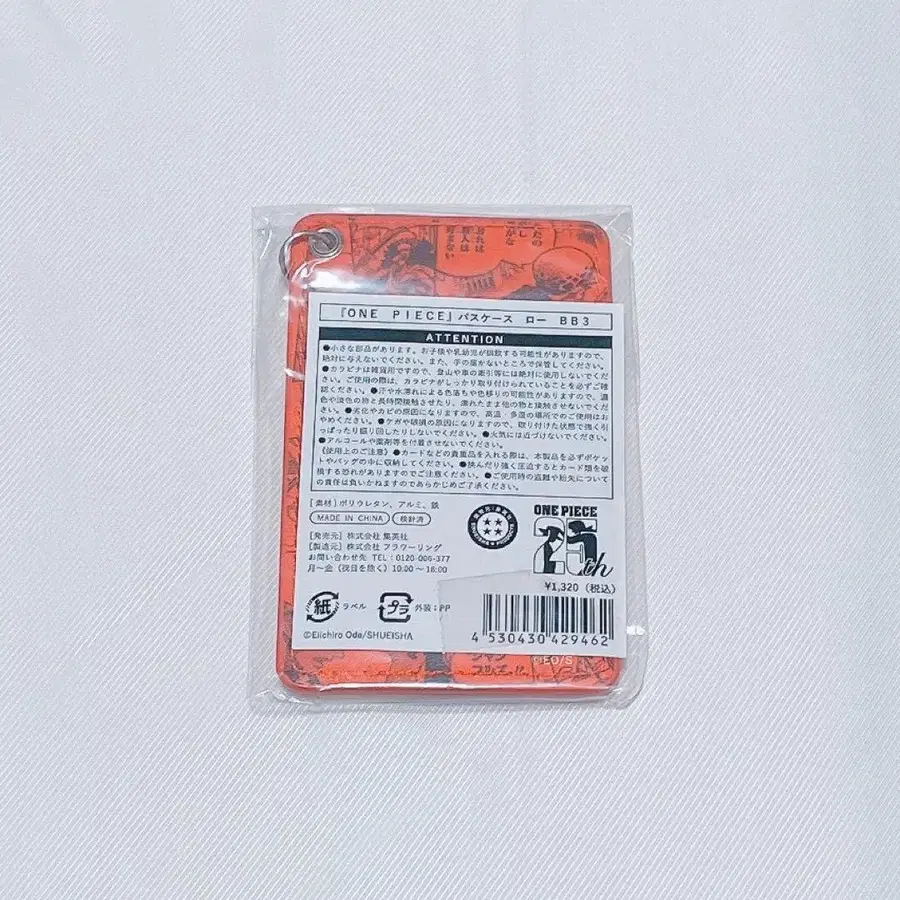 『ONE PIECE』パスケース ロー BB3
ATTENTION
●小さな部品があります。お子様や乳幼児が誤飲する可能性がありますので、
絶対に与えないでください。また、手の届かないところで保管してください。
●カラビナは雑貨用ですので、登山や車の牽引等には絶対に使用しないでくだ
さい。ご使用の際は、カラビナがしっかり取り付けられていることを必ずご確
認ください。●汗や水濡れによる色落ちや色移りの可能性がありますので、濃
色や淡色の物と長時間接触させたり、濡れたまま他の物と接触させないでくだ
さい。●劣化やカビの原因になりますので、高温・多湿の場所でのご使用はお
やめください。●ケガや破損の原因になりますので、取り付けた状態で強く引
っぱったり振り回したりしないでください。●火気には近づけないでください。
●アルコールや薬剤等を付着させないでください。
《使用上のご注意》●カードなどの貴重品を入れる際は、本製品を必ずポケッ
トやバッグの中に収納してください。●挟んだり強く圧迫するとカード類を破
損する恐れがありますのでご注意ください。●ご使用時の盗難や紛失について
の責任は負いかねますのであらかじめご了承ください。
[素材] ポリウレタン、アルミ、鉄
MADE IN CHINA 検針済
[発売元] 株式会社 集英社
[製造元] 株式会社 フラワーリング
お問い合わせ先 TEL:0120-006-377
月〜金 (祝日を除く) 10:00〜18:00
ONE PIECE
25th
¥1,320 (税込)
紙 ラベル プラ 外装:PP
©Eiichiro Oda/SHUEISHA
4 530430 429462